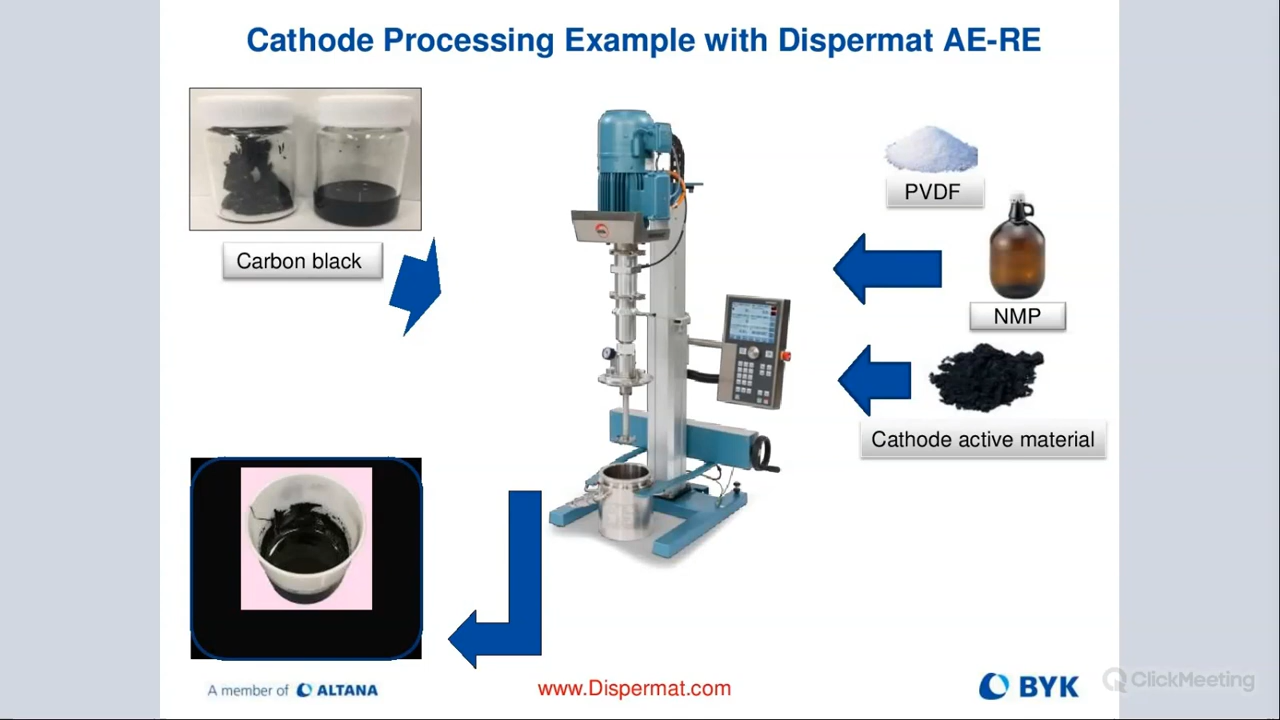 Cathode Processing Example with Dispermat AE-RE
Carbon black
PVDF
NMP
Cathode active material
A member of ALTANA
www.Dispermat.com
BYK
ClickMeeting